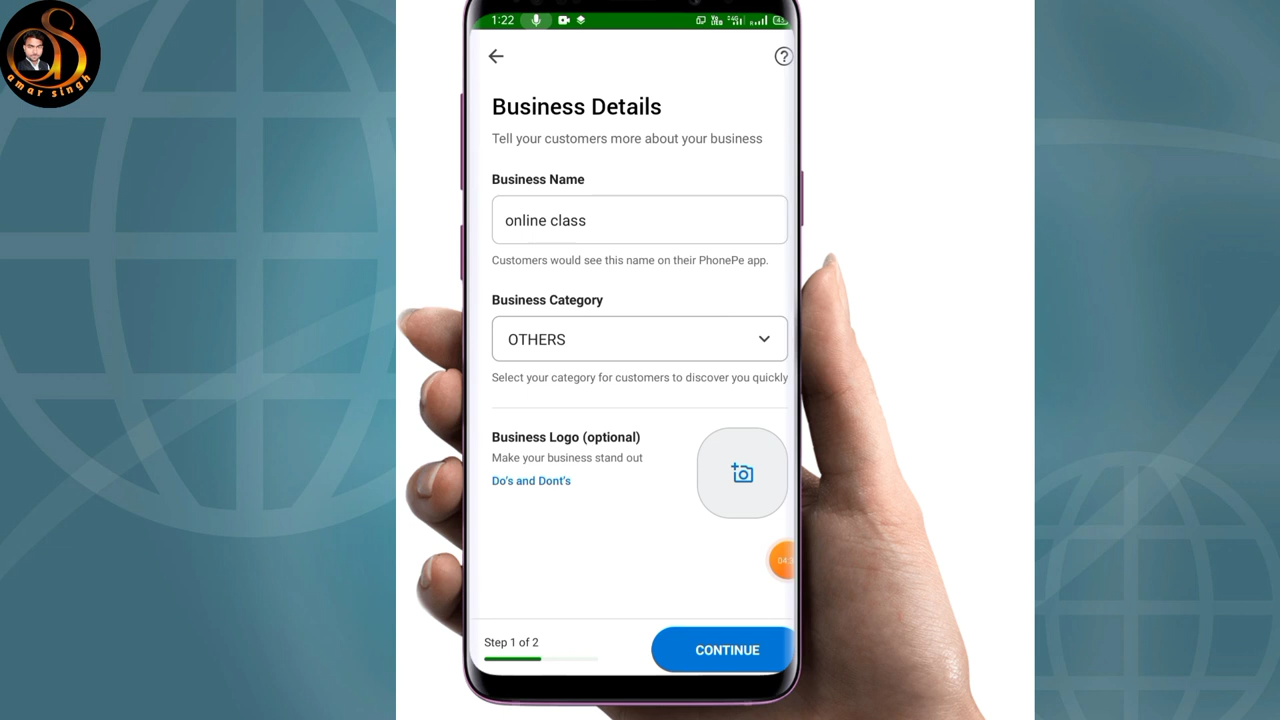 1:22
amar singh
Business Details
Tell your customers more about your business
Business Name
online class
Customers would see this name on their PhonePe app.
Business Category
OTHERS
Select your category for customers to discover you quickly
Business Logo (optional)
Make your business stand out
Do's and Dont's
Step 1 of 2
CONTINUE